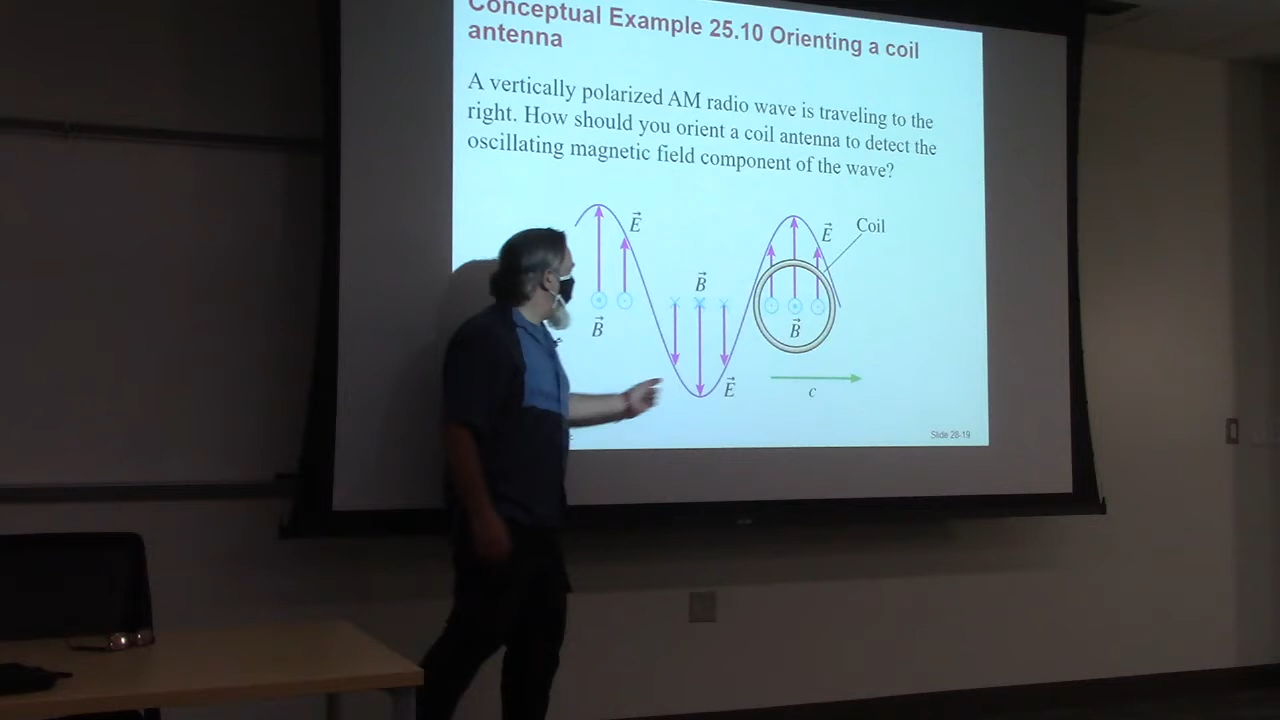 Conceptual Example 25.10 Orienting a coil
antenna
A vertically polarized AM radio wave is traveling to the
right. How should you orient a coil antenna to detect the
oscillating magnetic field component of the wave?
E
B
B
E
E
Coil
B
c
Slide 28-19